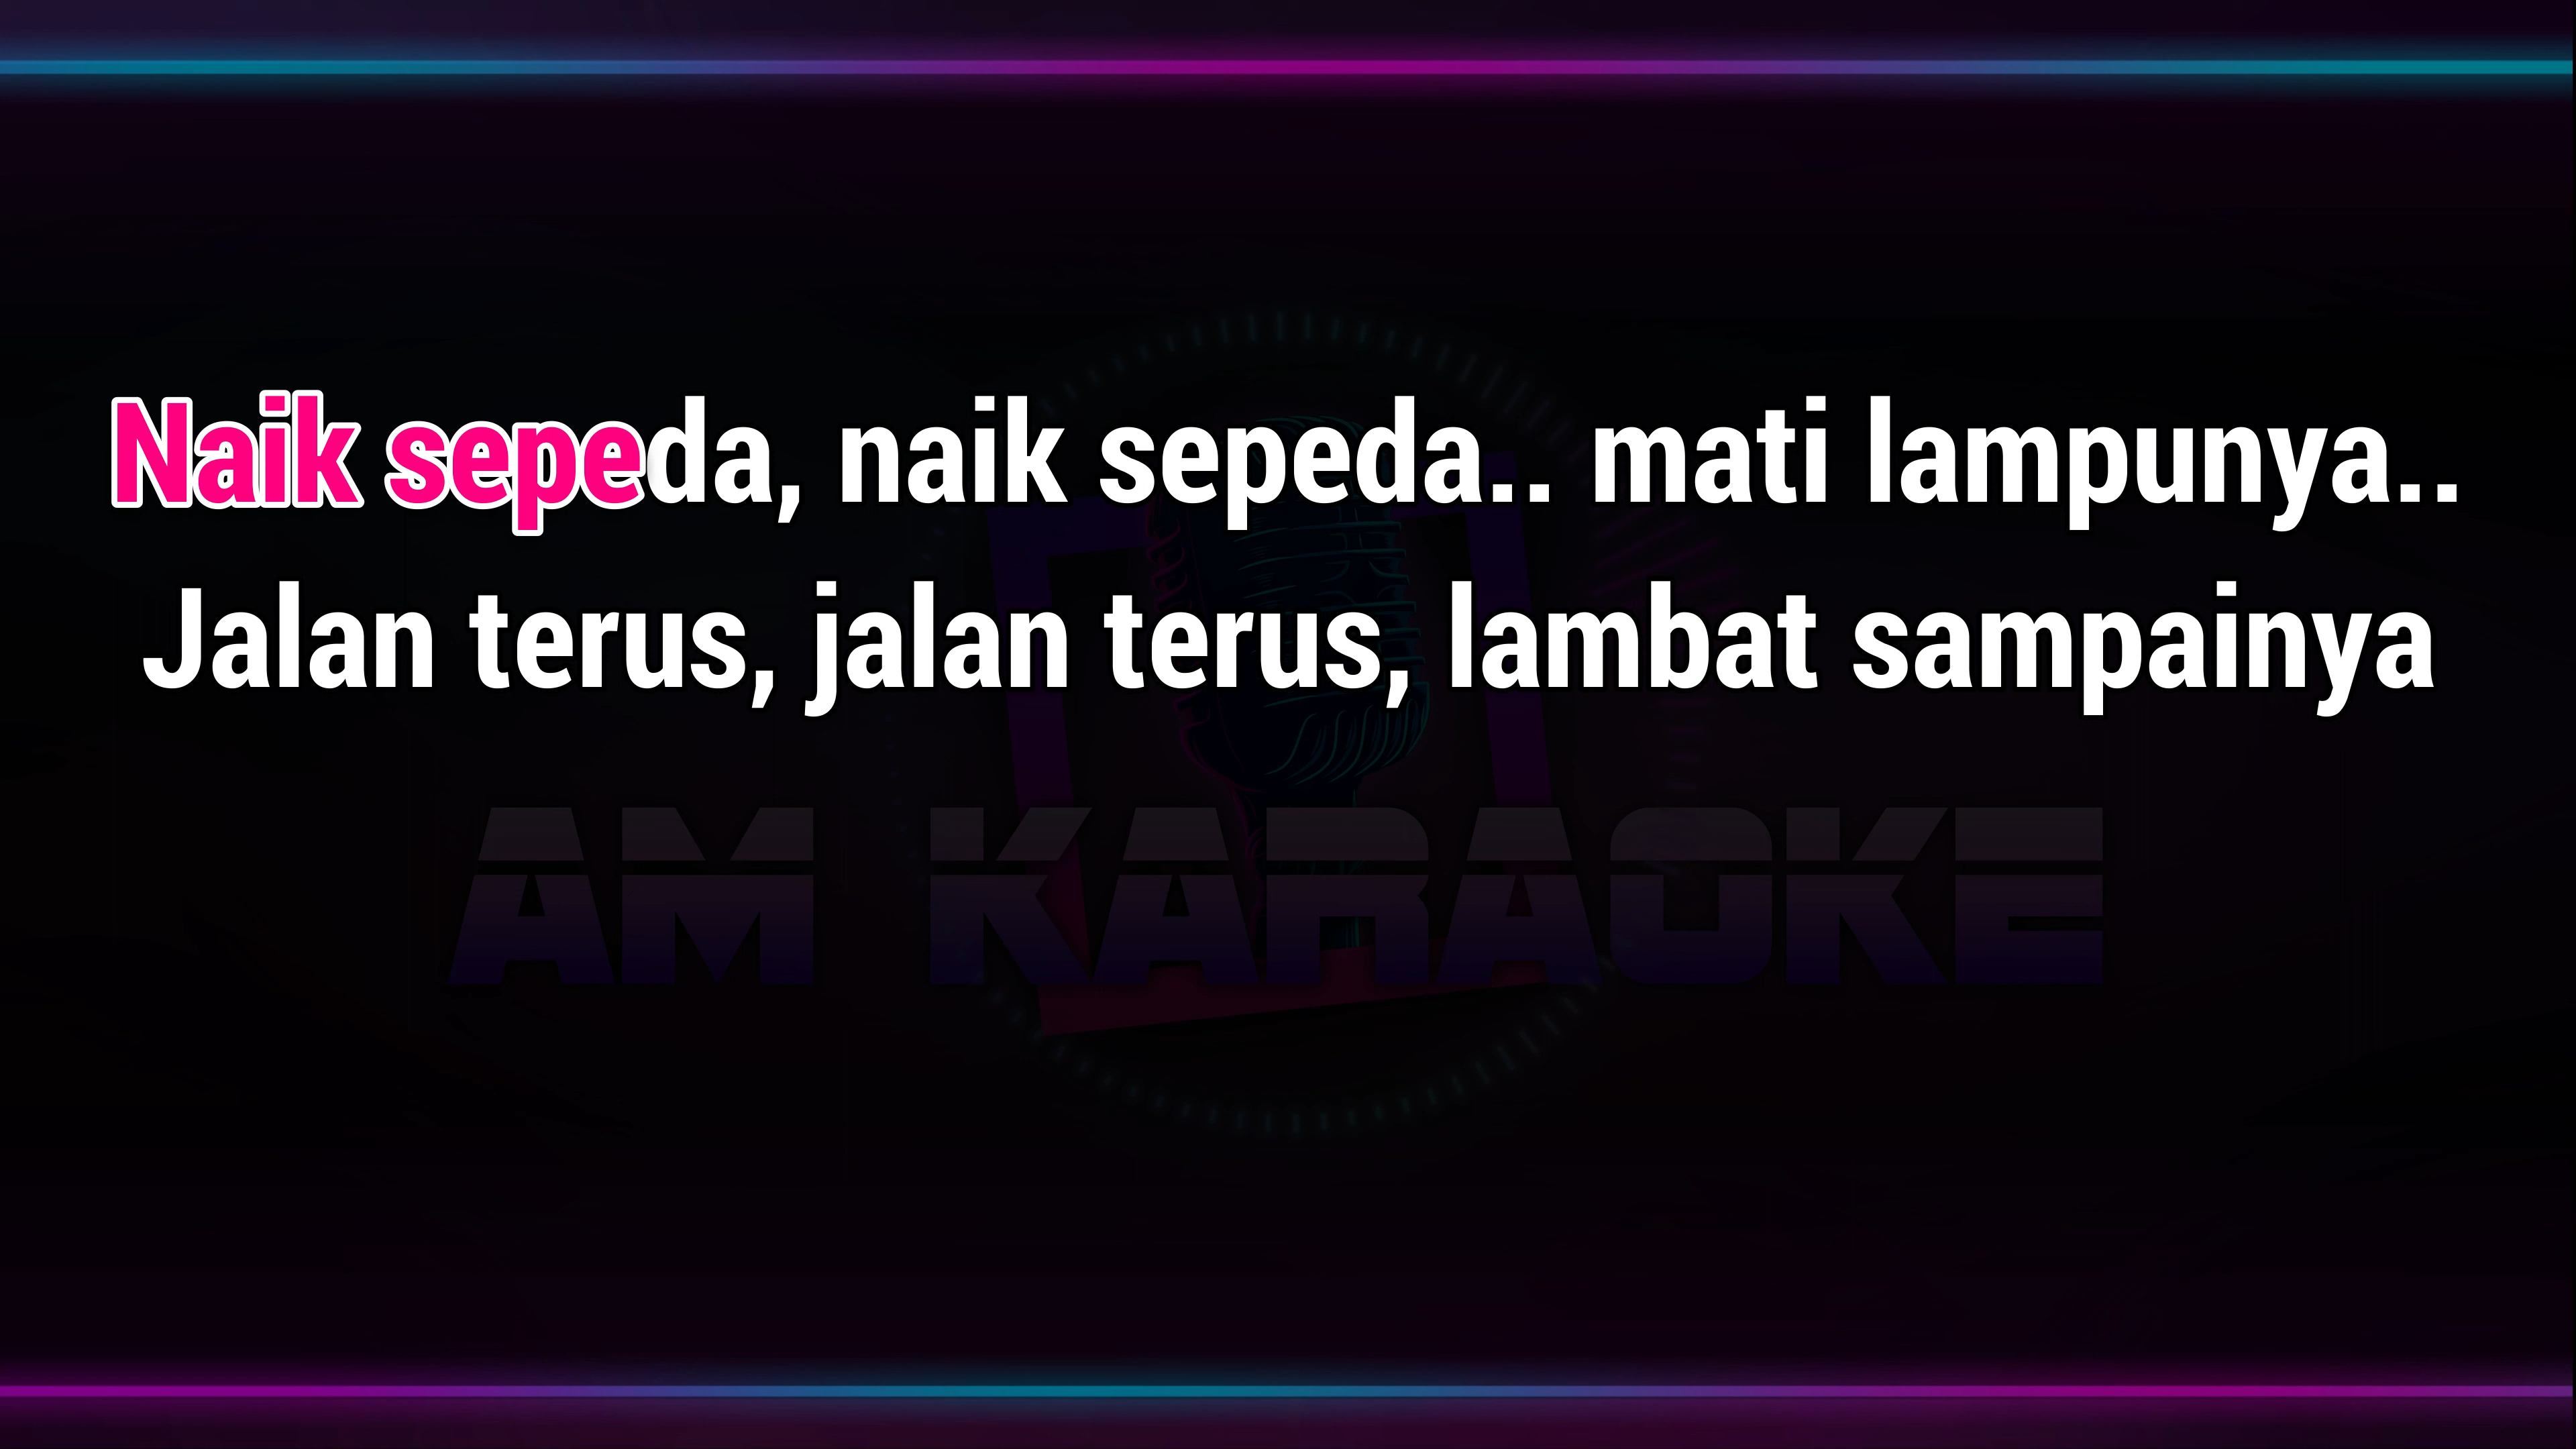 Naik sepeda, naik sepeda.. mati lampunya..
Jalan terus, jalan terus, lambat sampainya
AM KARAOKE